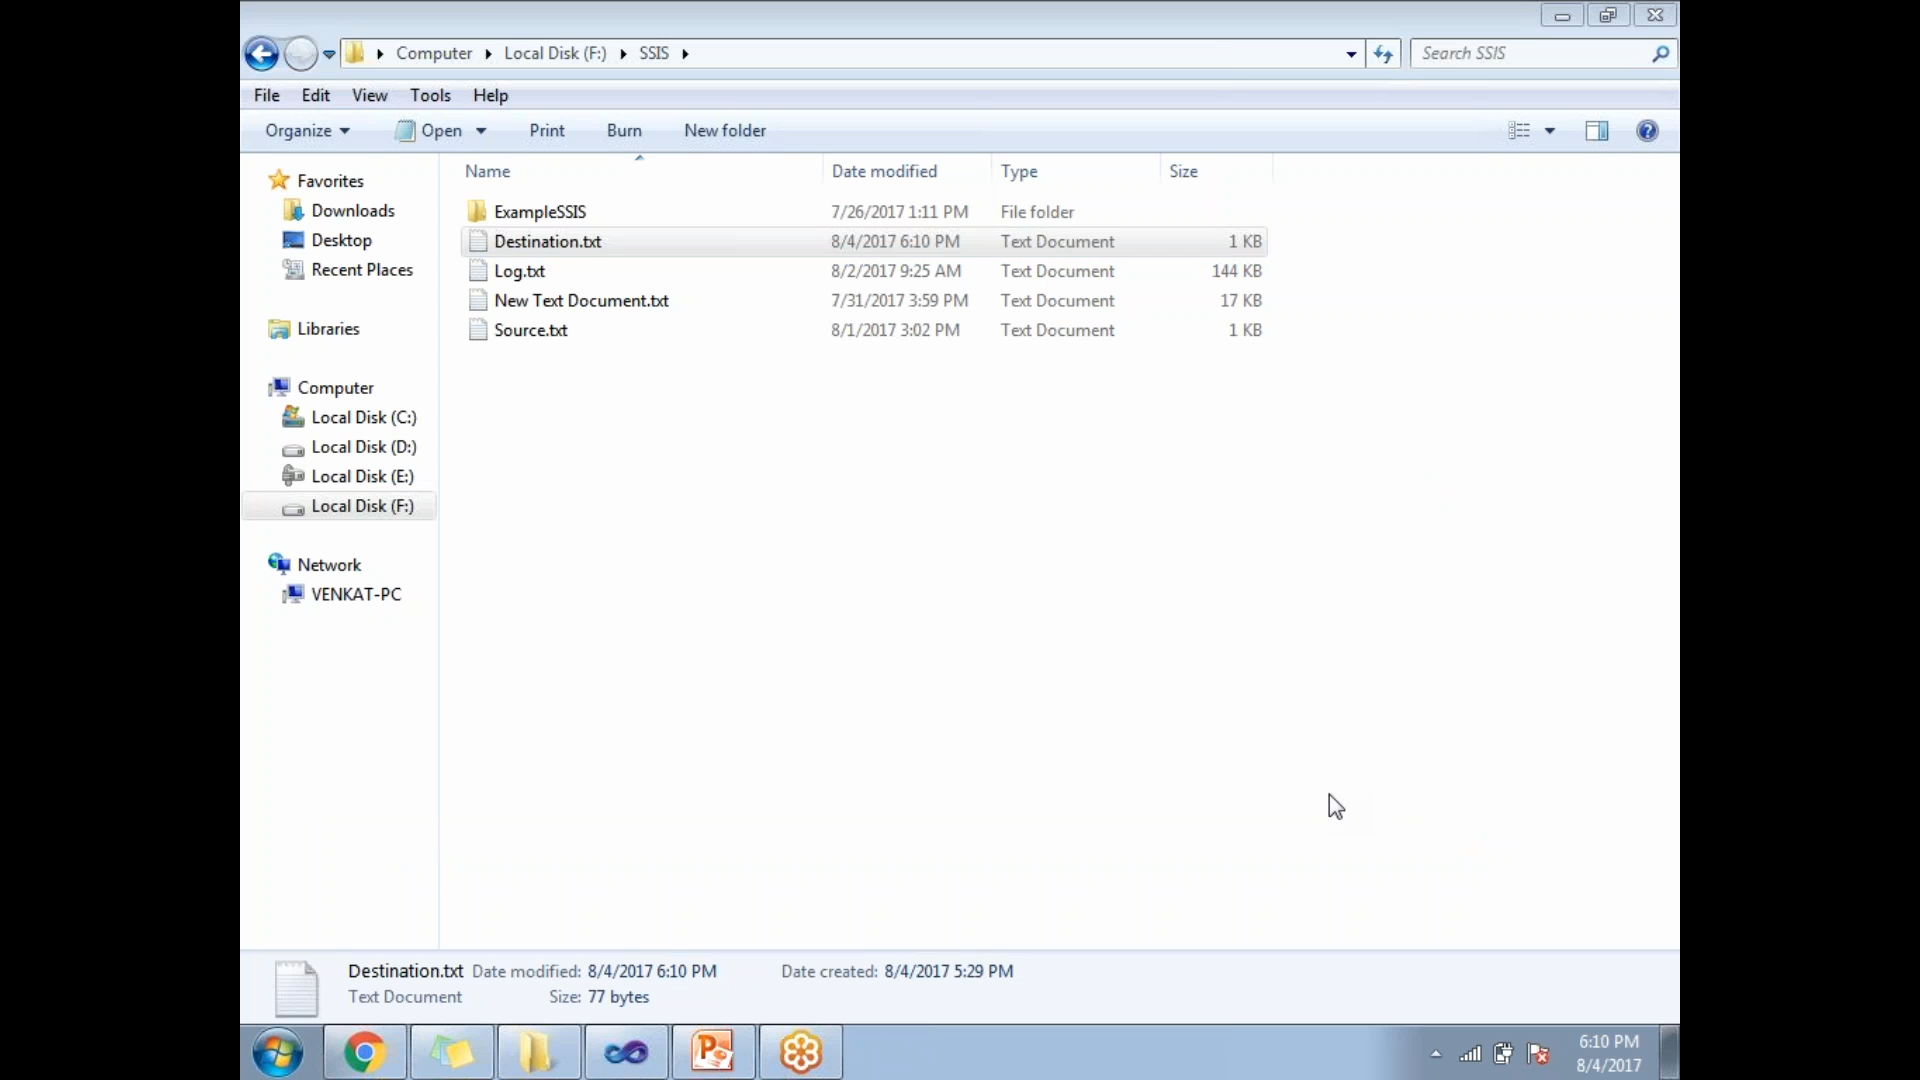 Computer Local Disk (F:) SSIS
Search SSIS
File Edit View Tools Help
Organize Open Print Burn New folder
Name Date modified Type Size
Favorites
Downloads
Desktop
Recent Places
Libraries
Computer
Local Disk (C:)
Local Disk (D:)
Local Disk (E:)
Local Disk (F:)
Network
VENKAT-PC
ExampleSSIS 7/26/2017 1:11 PM File folder
Destination.txt 8/4/2017 6:10 PM Text Document 1 KB
Log.txt 8/2/2017 9:25 AM Text Document 144 KB
New Text Document.txt 7/31/2017 3:59 PM Text Document 17 KB
Source.txt 8/1/2017 3:02 PM Text Document 1 KB
Destination.txt Date modified: 8/4/2017 6:10 PM Date created: 8/4/2017 5:29 PM
Text Document Size: 77 bytes
6:10 PM
8/4/2017